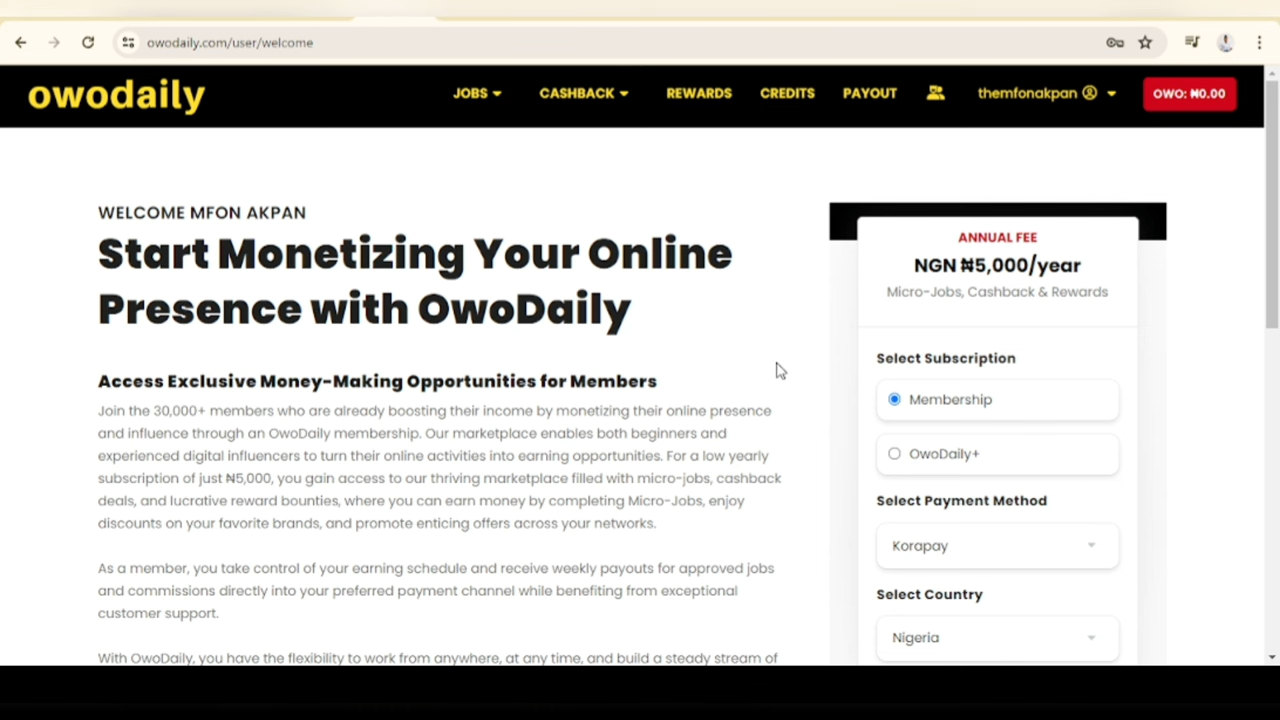 owodaily.com/user/welcome
owodaily
JOBS
CASHBACK
REWARDS
CREDITS
PAYOUT
themfonakpan
OWO: ₦0.00
WELCOME MFON AKPAN
Start Monetizing Your Online
Presence with OwoDaily
Access Exclusive Money-Making Opportunities for Members
Join the 30,000+ members who are already boosting their income by monetizing their online presence
and influence through an OwoDaily membership. Our marketplace enables both beginners and
experienced digital influencers to turn their online activities into earning opportunities. For a low yearly
subscription of just ₦5,000, you gain access to our thriving marketplace filled with micro-jobs, cashback
deals, and lucrative reward bounties, where you can earn money by completing Micro-Jobs, enjoy
discounts on your favorite brands, and promote enticing offers across your networks.
As a member, you take control of your earning schedule and receive weekly payouts for approved jobs
and commissions directly into your preferred payment channel while benefiting from exceptional
customer support.
With OwoDaily, you have the flexibility to work from anywhere, at any time, and build a steady stream of
ANNUAL FEE
NGN ₦5,000/year
Micro-Jobs, Cashback & Rewards
Select Subscription
Membership
OwoDaily+
Select Payment Method
Korapay
Select Country
Nigeria